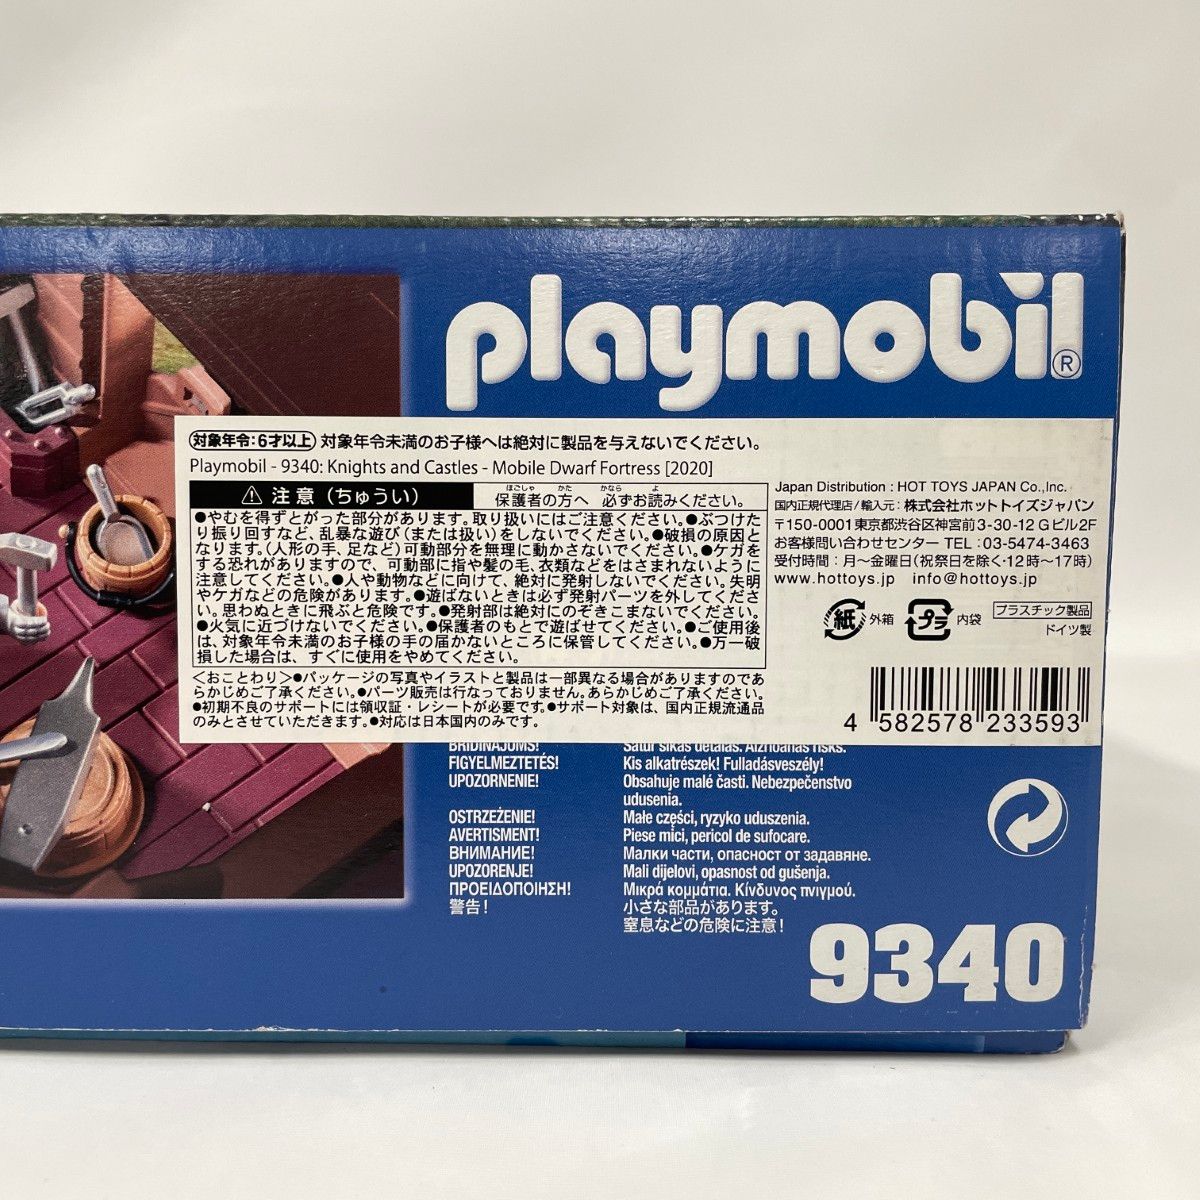 playmobil
®
対象年令:6才以上 対象年令未満のお子様へは絶対に製品を与えないでください。
Playmobil - 9340: Knights and Castles - Mobile Dwarf Fortress [2020]
注意（ちゅうい）
ほごしゃ かた かなら よ
保護者の方へ 必ずお読みください。
●やむを得ずとがった部分があります。取り扱いにはご注意ください。●ぶつけた
り振り回すなど、乱暴な遊び（または扱い）をしないでください。●破損の原因と
なります。（人形の手、足など）可動部分を無理に動かさないでください。●ケガを
する恐れがありますので、可動部に指や髪の毛、衣類などをはさまれないように
注意してください。●人や動物などに向けて、絶対に発射しないでください。失明
やケガなどの危険があります。●遊ばないときは必ず発射パーツを外してくださ
い。思わぬときに飛ぶと危険です。●発射部は絶対にのぞきこまないでください。
●火気に近づけないでください。●保護者のもとで遊ばせてください。●ご使用後
は、対象年令未満のお子様の手の届かないところに保管してください。●万一破
損した場合は、すぐに使用をやめてください。
〈おことわり〉●パッケージの写真やイラストと製品は一部異なる場合がありますのであ
らかじめご了承ください。●パーツ販売は行なっておりません。あらかじめご了承ください。
●初期不良のサポートには領収証・レシートが必要です。●サポート対象は、国内正規流通品
のみとさせていただきます。●対応は日本国内のみです。
Japan Distribution : HOT TOYS JAPAN Co.,Inc.
国内正規代理店/輸入元：株式会社ホットトイズジャパン
〒150-0001東京都渋谷区神宮前3-30-12 Gビル2F
お客様問い合わせセンター TEL：03-5474-3463
受付時間：月～金曜日（祝祭日を除く・12時～17時）
www.hottoys.jp info@hottoys.jp
紙 外箱 プラ 内袋 プラスチック製品
ドイツ製
4 582578 233593
BRĪDINĀJUMS! Satur sīkas detaļas. Aizrīšanās risks.
FIGYELMEZTETÉS! Kis alkatrészek! Fulladásveszély!
UPOZORNENIE! Obsahuje malé časti. Nebezpečenstvo
udusenia.
OSTRZEŻENIE! Małe części, ryzyko uduszenia.
AVERTISMENT! Piese mici, pericol de sufocare.
ВНИМАНИЕ! Малки части, опасност от задавяне.
UPOZORENJE! Mali dijelovi, opasnost od gušenja.
ΠΡΟΕΙΔΟΠΟΙΗΣΗ! Μικρά κομμάτια. Κίνδυνος πνιγμού.
警告！ 小さな部品があります。
窒息などの危険に注意！
9340